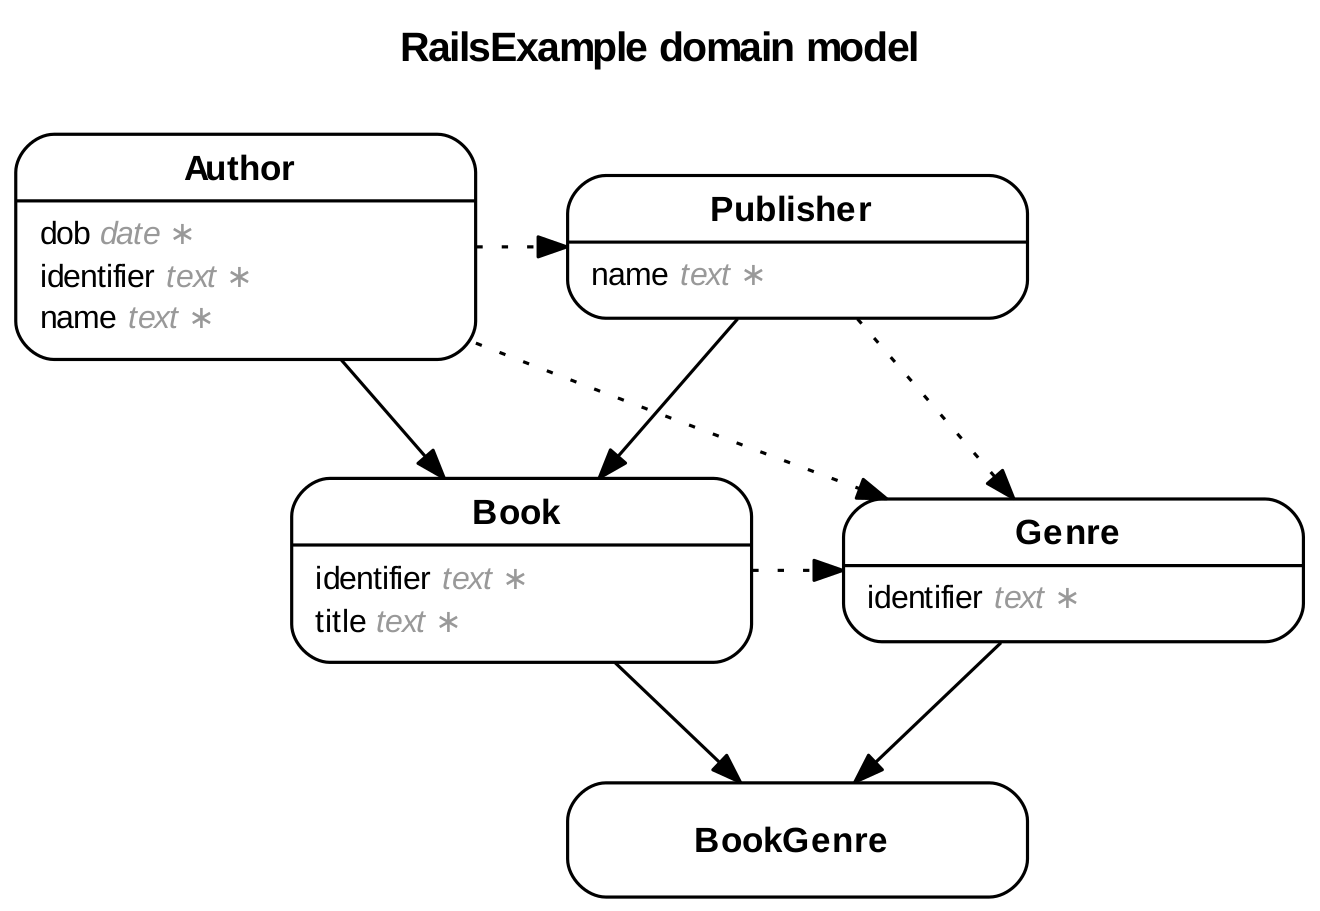 RailsExample domain model
Author
dob date ∗
identifier text ∗
name text ∗
Publisher
name text ∗
Book
identifier text ∗
title text ∗
Genre
identifier text ∗
BookGenre